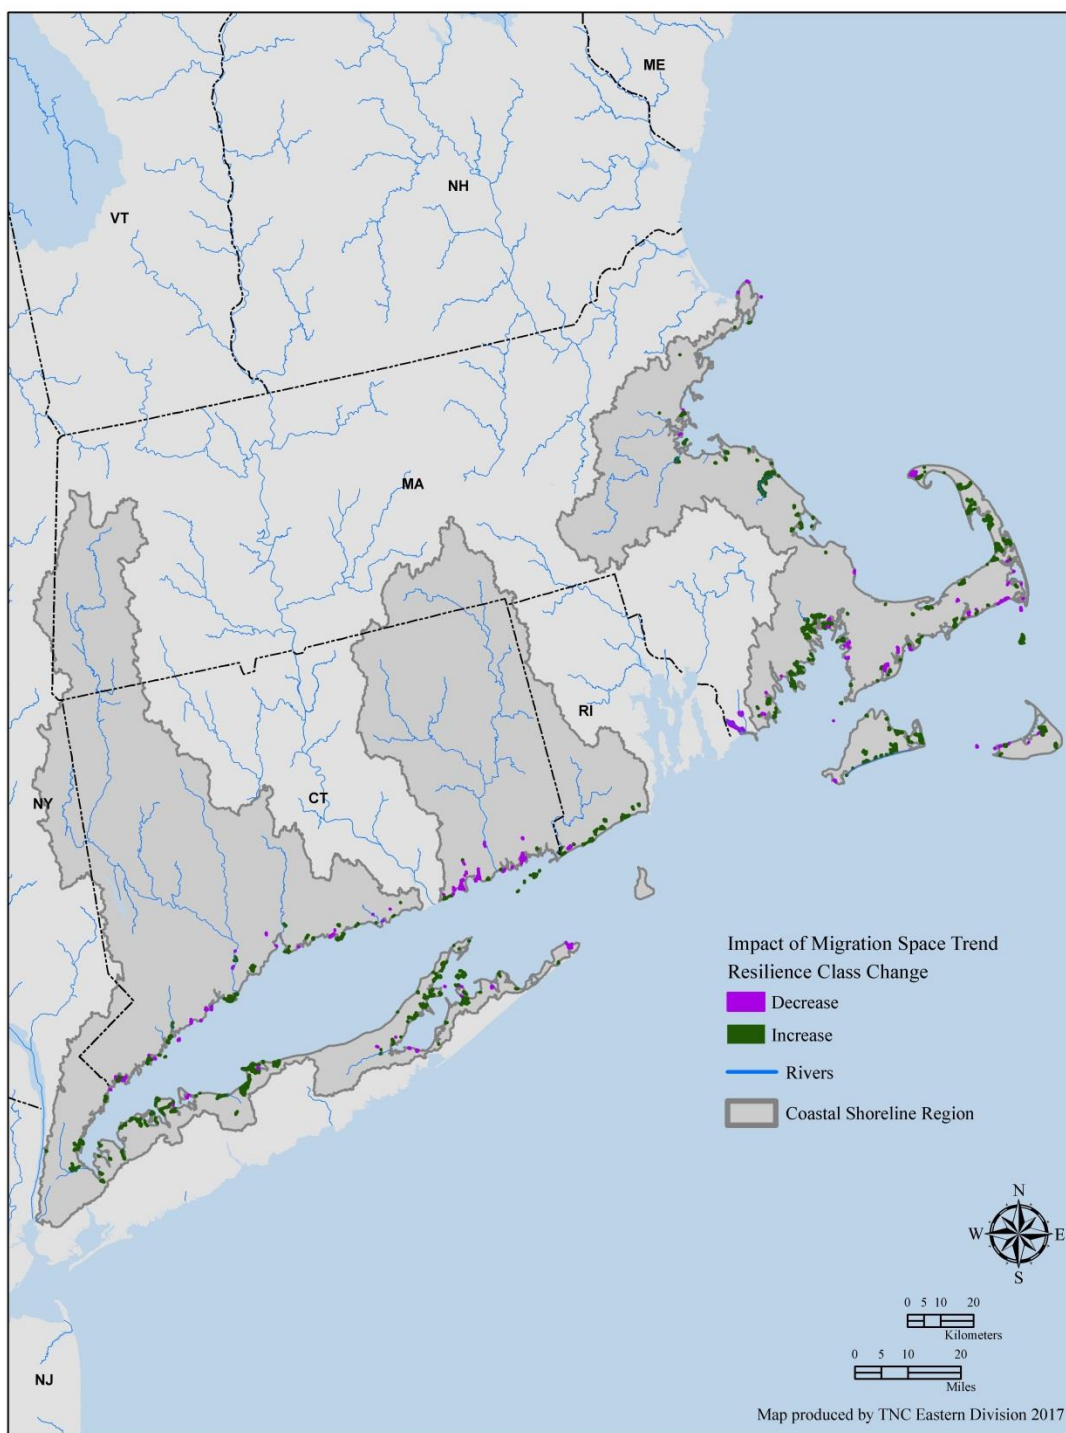 ME
NH
VT
MA
RI
CT
NY
NJ
Impact of Migration Space Trend
Resilience Class Change
Decrease
Increase
Rivers
Coastal Shoreline Region
N
W E
S
0 5 10 20
Kilometers
0 5 10 20
Miles
Map produced by TNC Eastern Division 2017